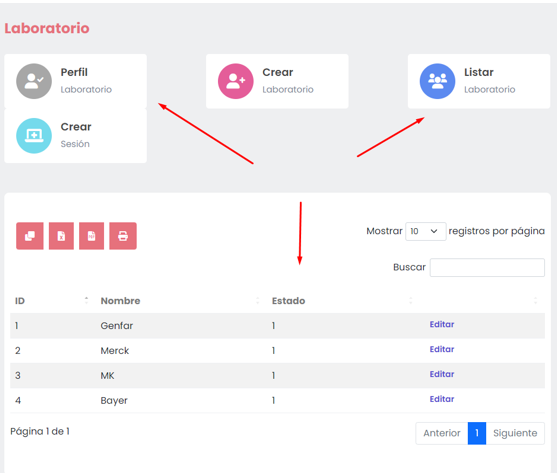 Laboratorio
Perfil
Laboratorio
Crear
Laboratorio
Listar
Laboratorio
Crear
Sesión
Mostrar 10 registros por página
Buscar
ID Nombre Estado
1 Genfar 1 Editar
2 Merck 1 Editar
3 MK 1 Editar
4 Bayer 1 Editar
Página 1 de 1 Anterior 1 Siguiente